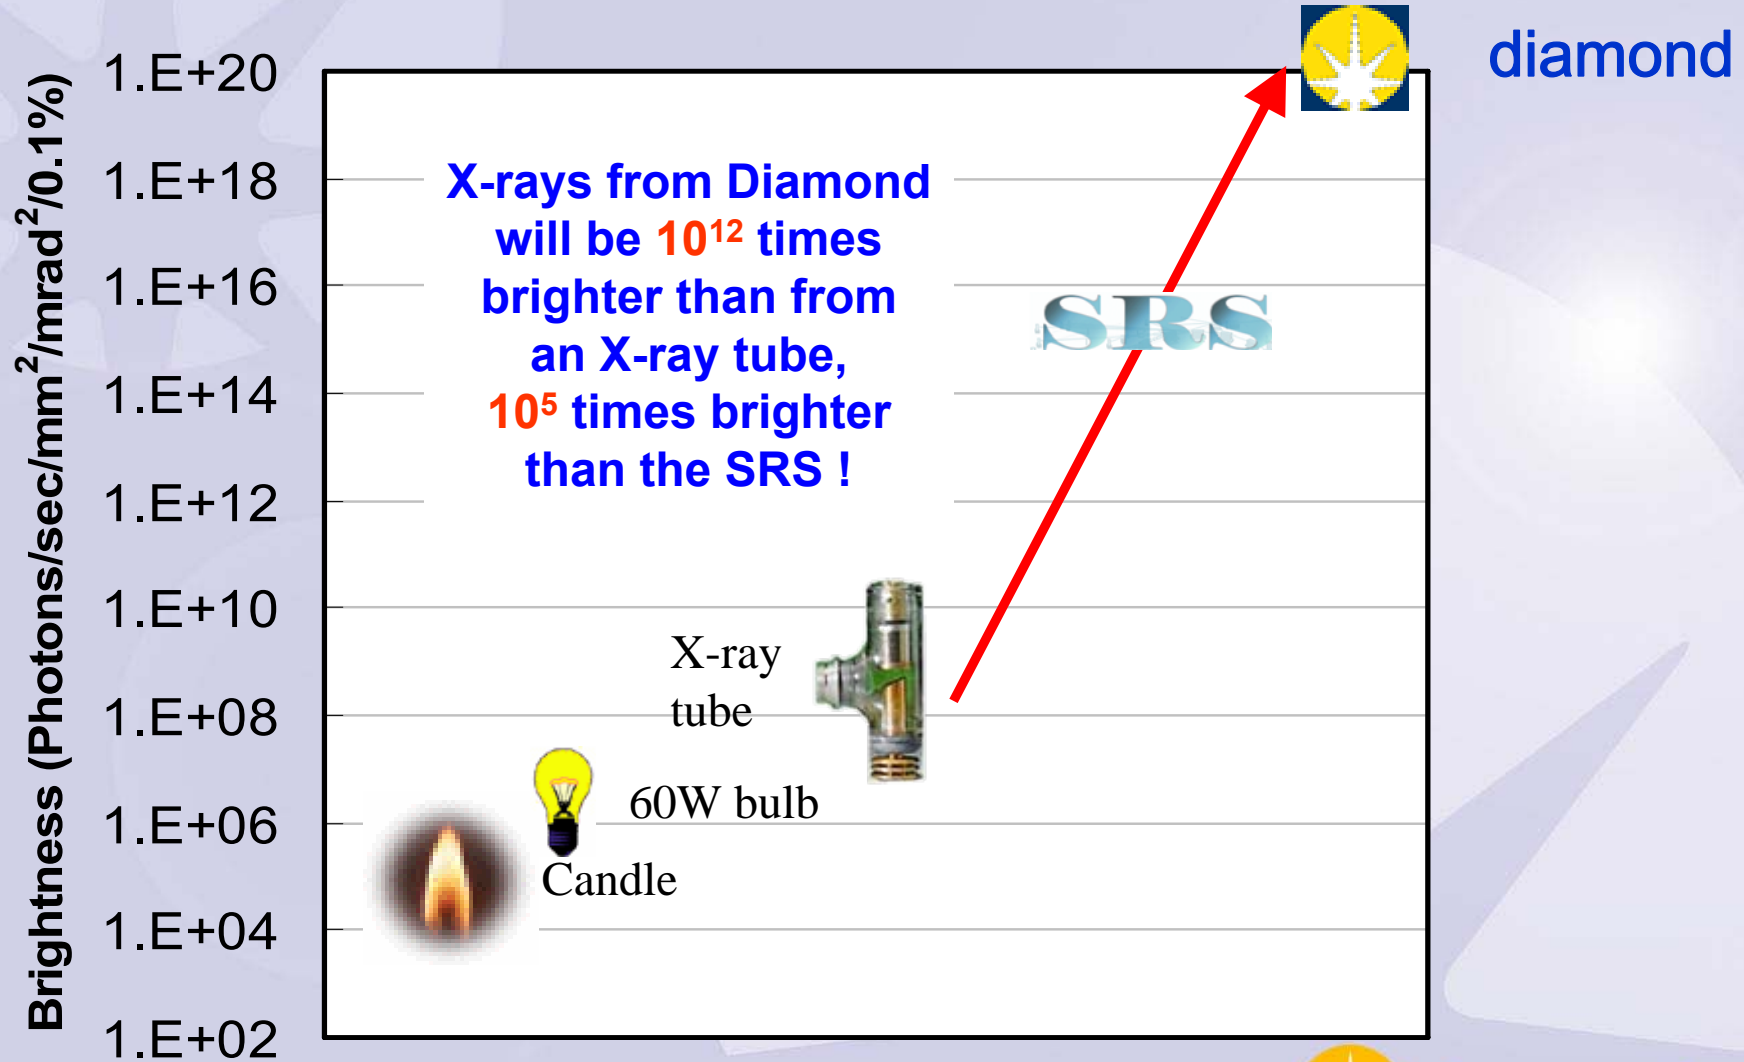 diamond
Brightness (Photons/sec/mm²/mrad²/0.1%)
1.E+20
1.E+18
1.E+16
1.E+14
1.E+12
1.E+10
1.E+08
1.E+06
1.E+04
1.E+02
X-rays from Diamond
will be 10¹² times
brighter than from
an X-ray tube,
10⁵ times brighter
than the SRS !
SRS
X-ray
tube
60W bulb
Candle